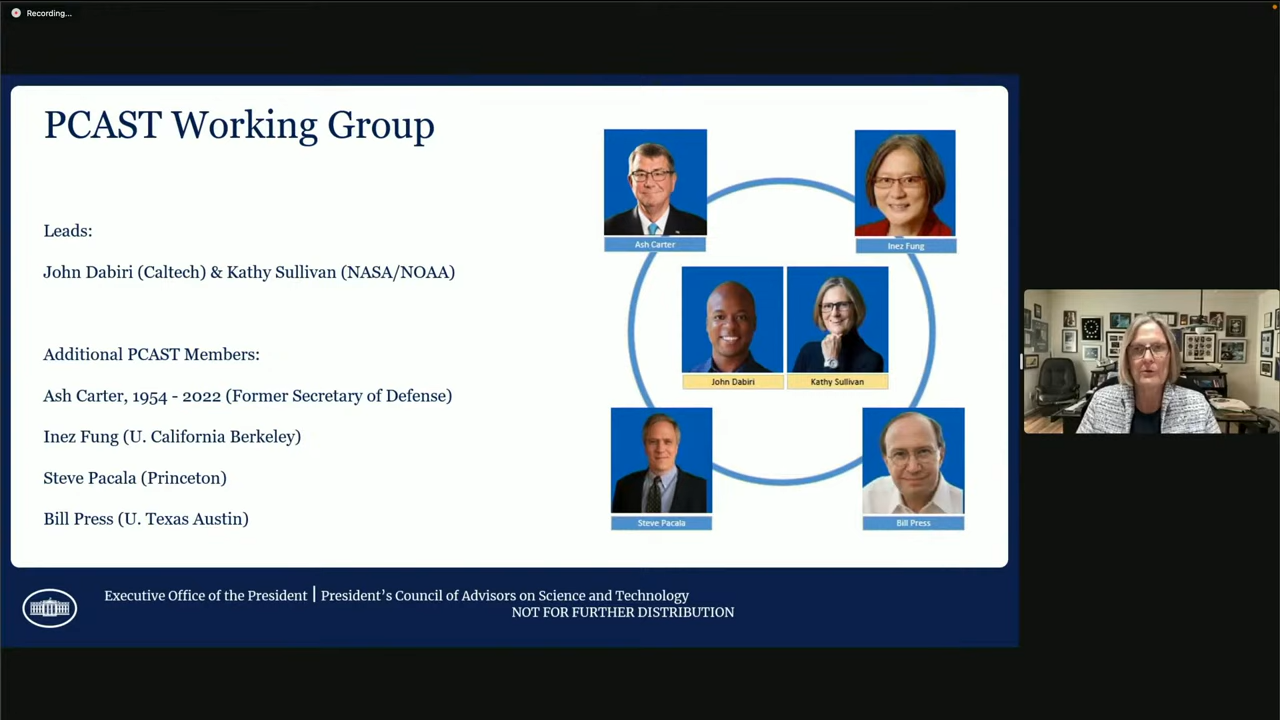 Recording...
PCAST Working Group
Leads:
John Dabiri (Caltech) & Kathy Sullivan (NASA/NOAA)
Additional PCAST Members:
Ash Carter, 1954 - 2022 (Former Secretary of Defense)
Inez Fung (U. California Berkeley)
Steve Pacala (Princeton)
Bill Press (U. Texas Austin)
Ash Carter
Inez Fung
John Dabiri
Kathy Sullivan
Steve Pacala
Bill Press
Executive Office of the President | President's Council of Advisors on Science and Technology
NOT FOR FURTHER DISTRIBUTION